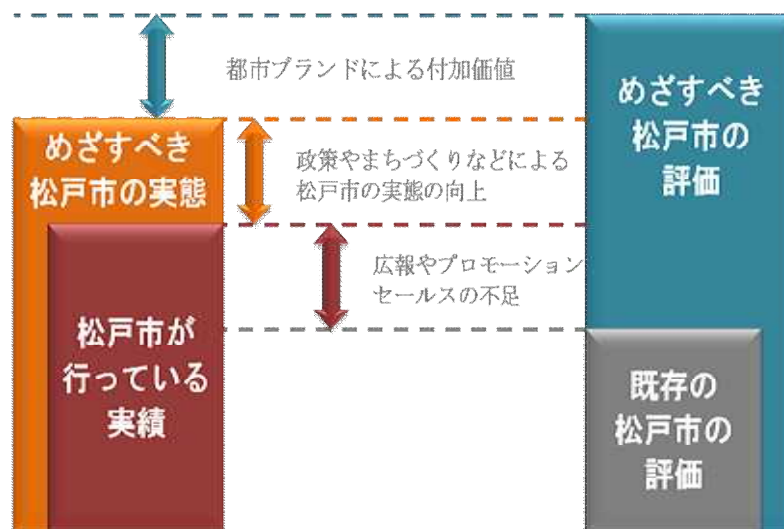 都市ブランドによる付加価値
めざすべき
松戸市の
評価
めざすべき
松戸市の実態
政策やまちづくりなどによる
松戸市の実態の向上
広報やプロモーション
セールスの不足
松戸市が
行っている
実績
既存の
松戸市の
評価